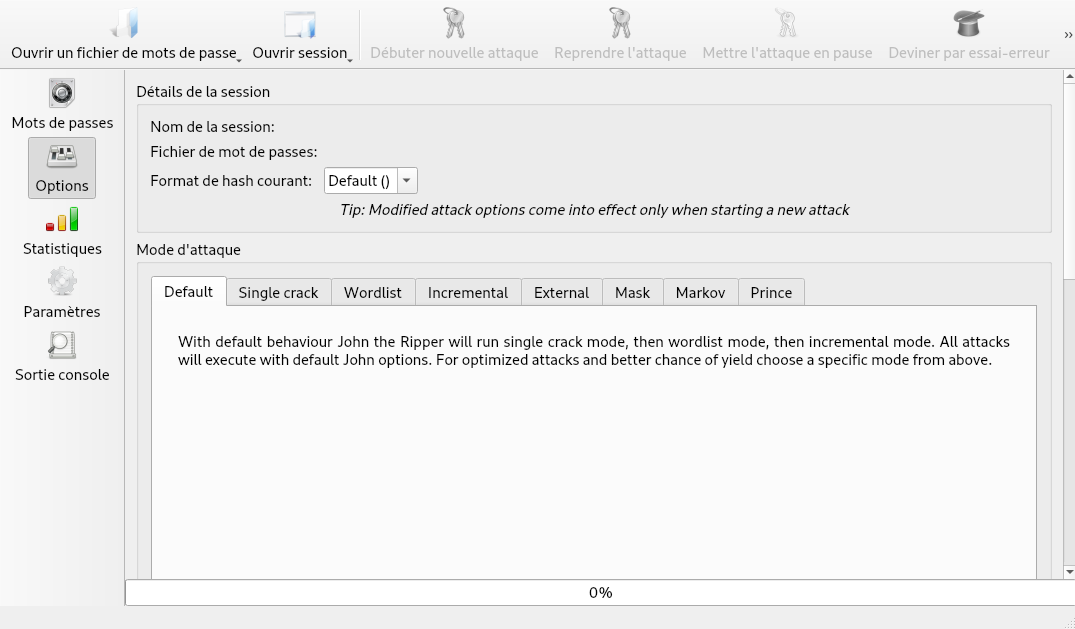 Ouvrir un fichier de mots de passe
Ouvrir session
Débuter nouvelle attaque
Reprendre l'attaque
Mettre l'attaque en pause
Deviner par essai-erreur
»
Mots de passes
Options
Statistiques
Paramètres
Sortie console
Détails de la session
Nom de la session:
Fichier de mot de passes:
Format de hash courant:
Default ()
Tip: Modified attack options come into effect only when starting a new attack
Mode d'attaque
Default
Single crack
Wordlist
Incremental
External
Mask
Markov
Prince
With default behaviour John the Ripper will run single crack mode, then wordlist mode, then incremental mode. All attacks
will execute with default John options. For optimized attacks and better chance of yield choose a specific mode from above.
0%